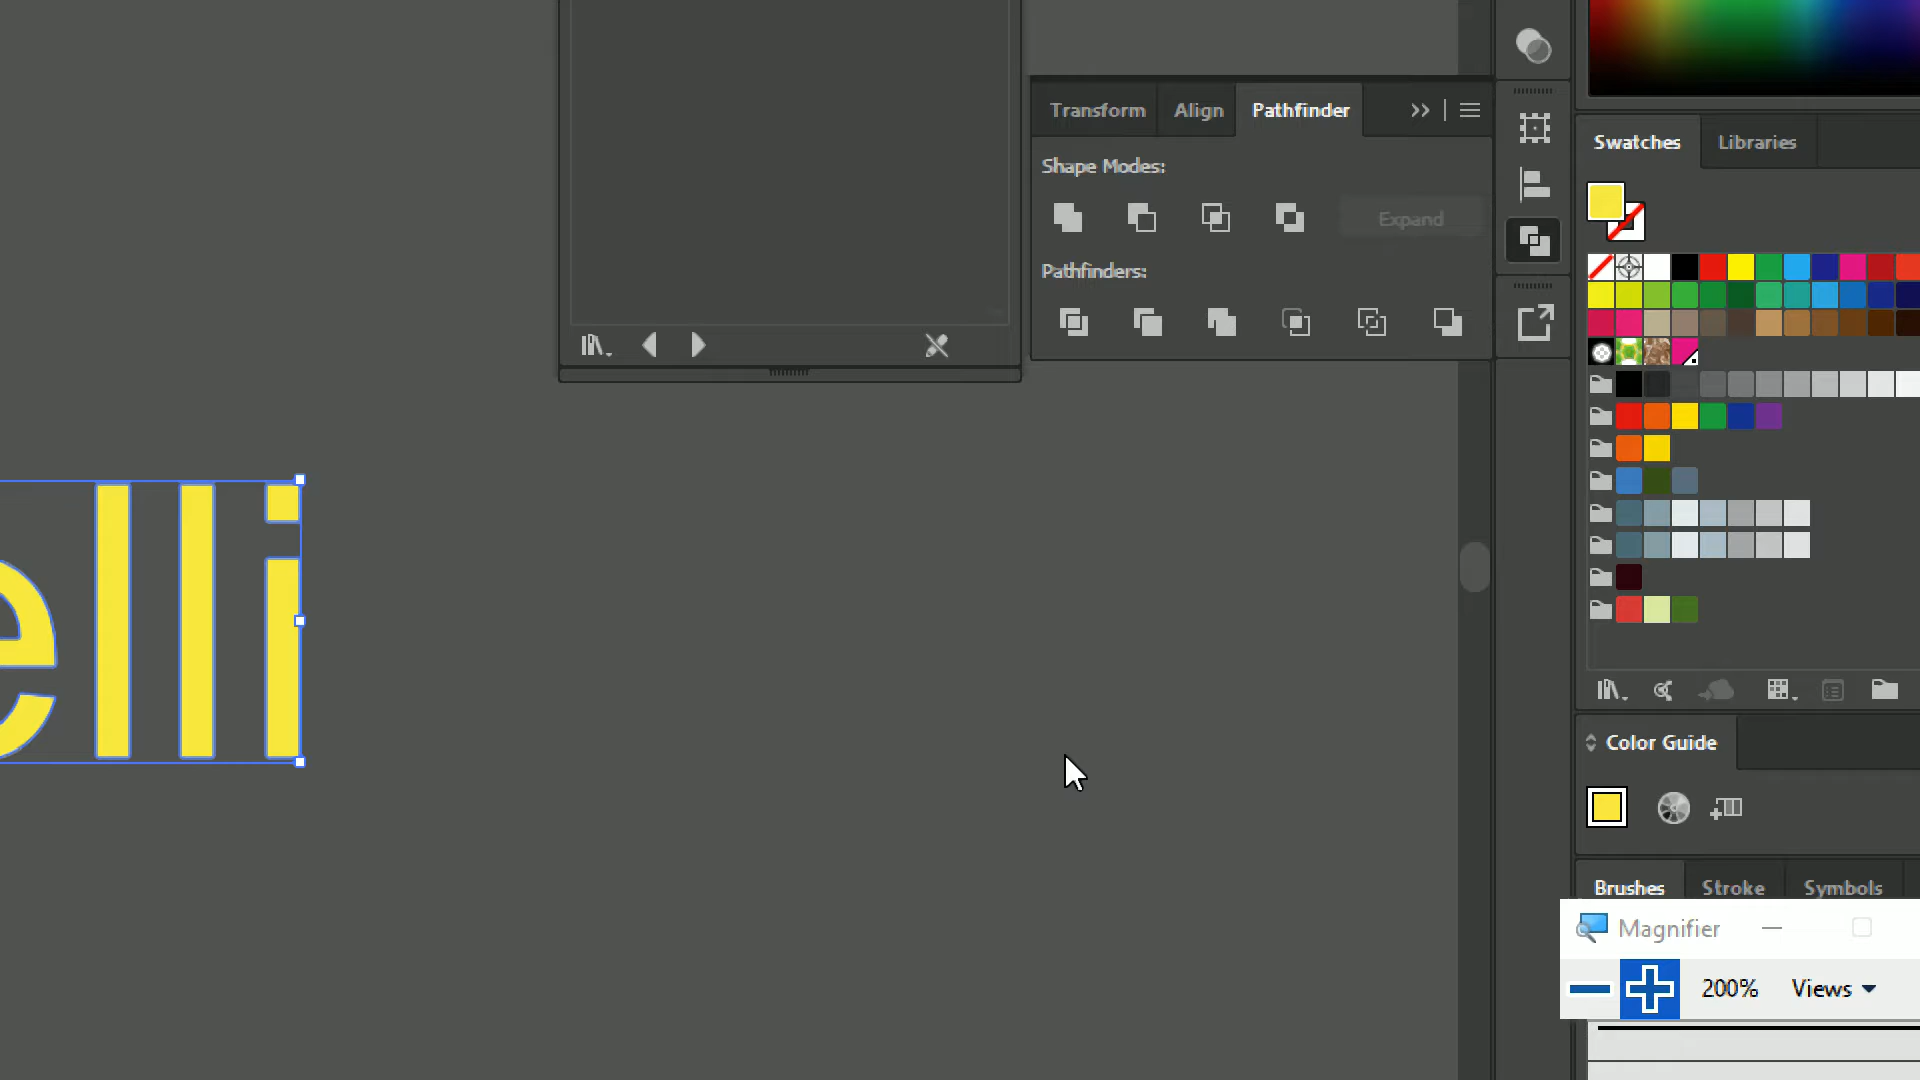 Transform Align Pathfinder
Shape Modes:
Expand
Pathfinders:
Swatches Libraries
elli
Color Guide
Brushes Stroke Symbols
Magnifier
200% Views